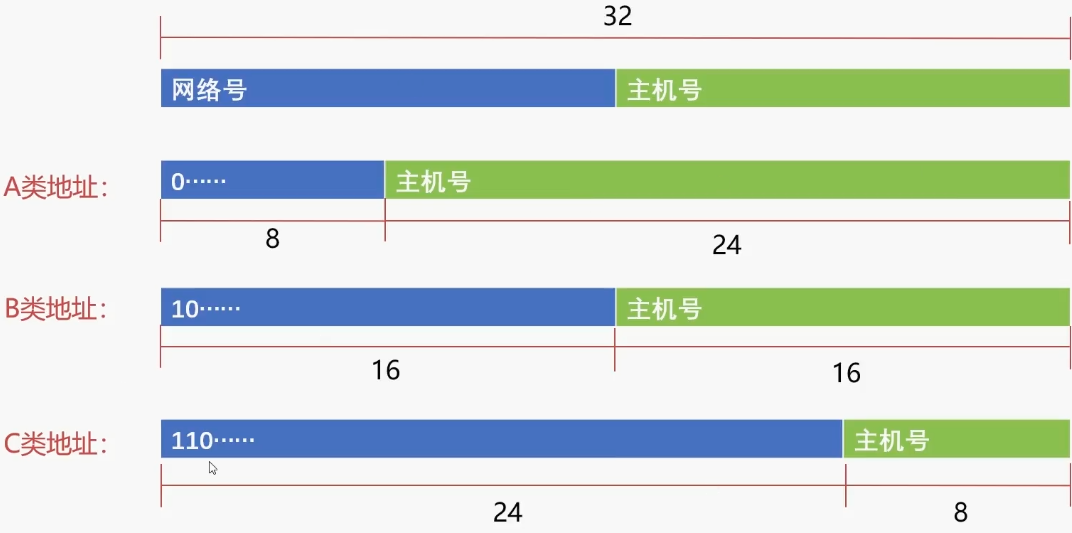 32
网络号 主机号
A类地址： 0…… 主机号
8 24
B类地址： 10…… 主机号
16 16
C类地址： 110…… 主机号
24 8